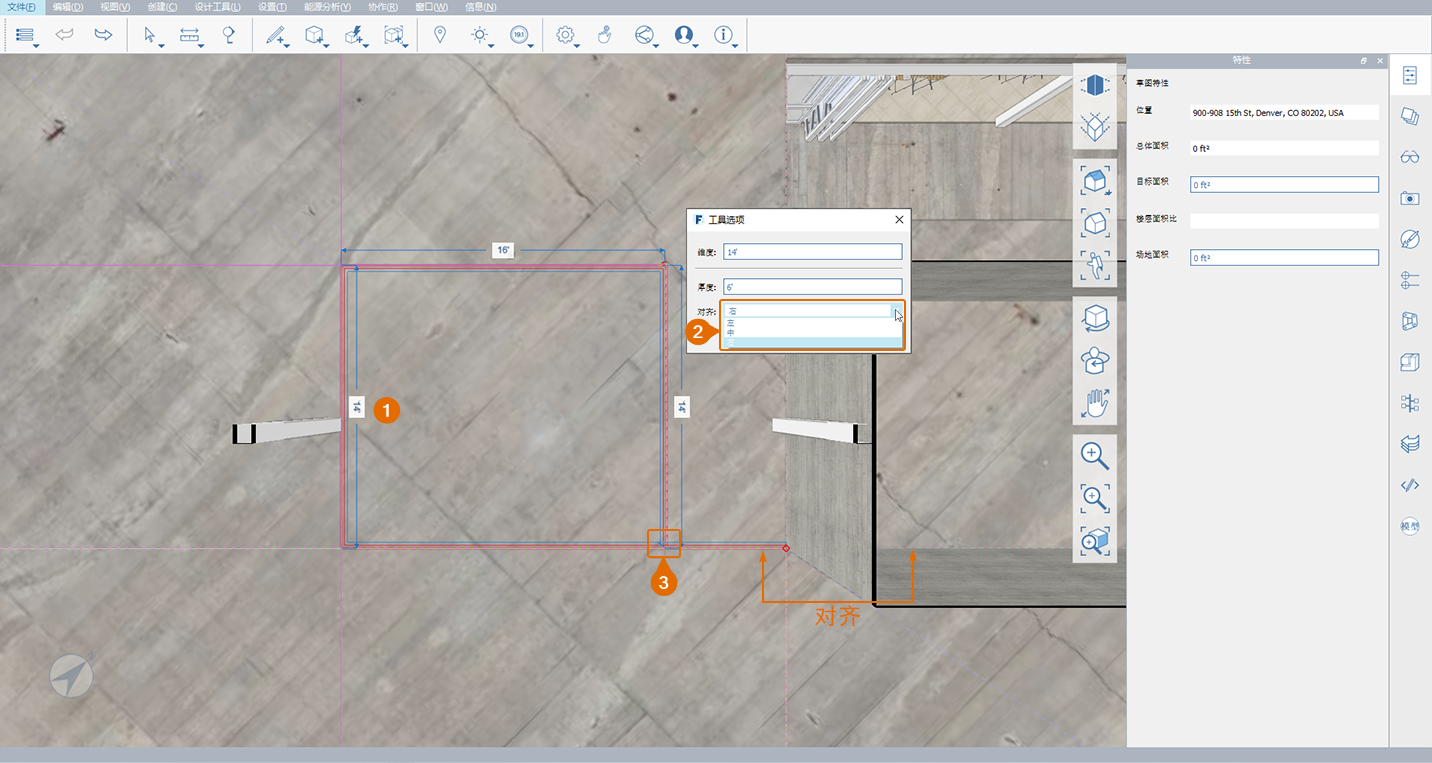 文件(F) 编辑(D) 视图(V) 创建(C) 设计工具(L) 设置(T) 能源分析(Y) 协作(R) 窗口(W) 信息(N)
19.1
特性
草图特性
位置 900-908 15th St, Denver, CO 80202, USA
总体面积 0 ft²
目标面积 0 ft²
楼层面积比
场地面积 0 ft²
16'
14'
14'
1
F 工具选项
维度: 14'
厚度: 6'
对齐: 右
左
中
右
2
3
对齐
模型